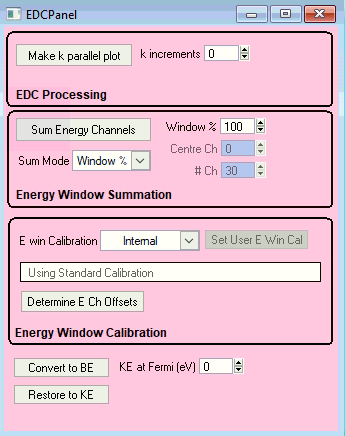 EDCPanel
Make k parallel plot k increments 0
EDC Processing
Sum Energy Channels Window % 100
Centre Ch 0
Sum Mode Window %
# Ch 30
Energy Window Summation
E win Calibration Internal Set User E Win Cal
Using Standard Calibration
Determine E Ch Offsets
Energy Window Calibration
Convert to BE KE at Fermi (eV) 0
Restore to KE